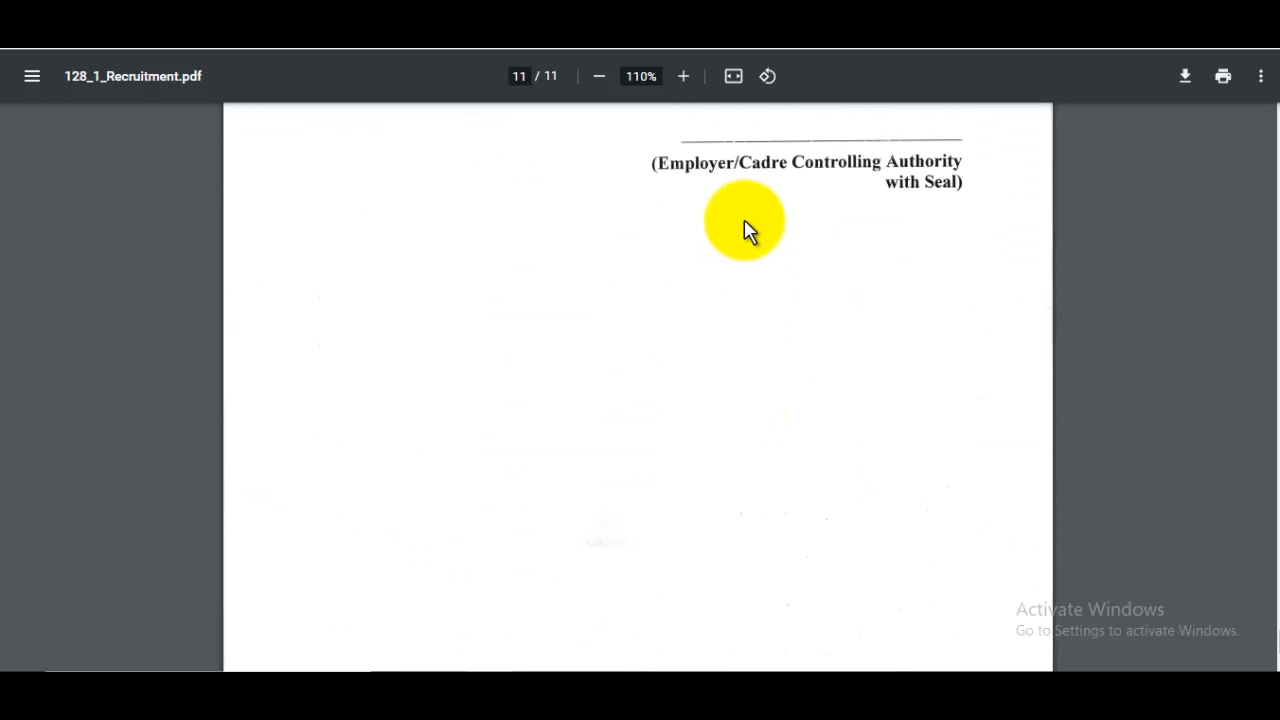 128_1_Recruitment.pdf
11 / 11
110%
(Employer/Cadre Controlling Authority
with Seal)
Activate Windows
Go to Settings to activate Windows.